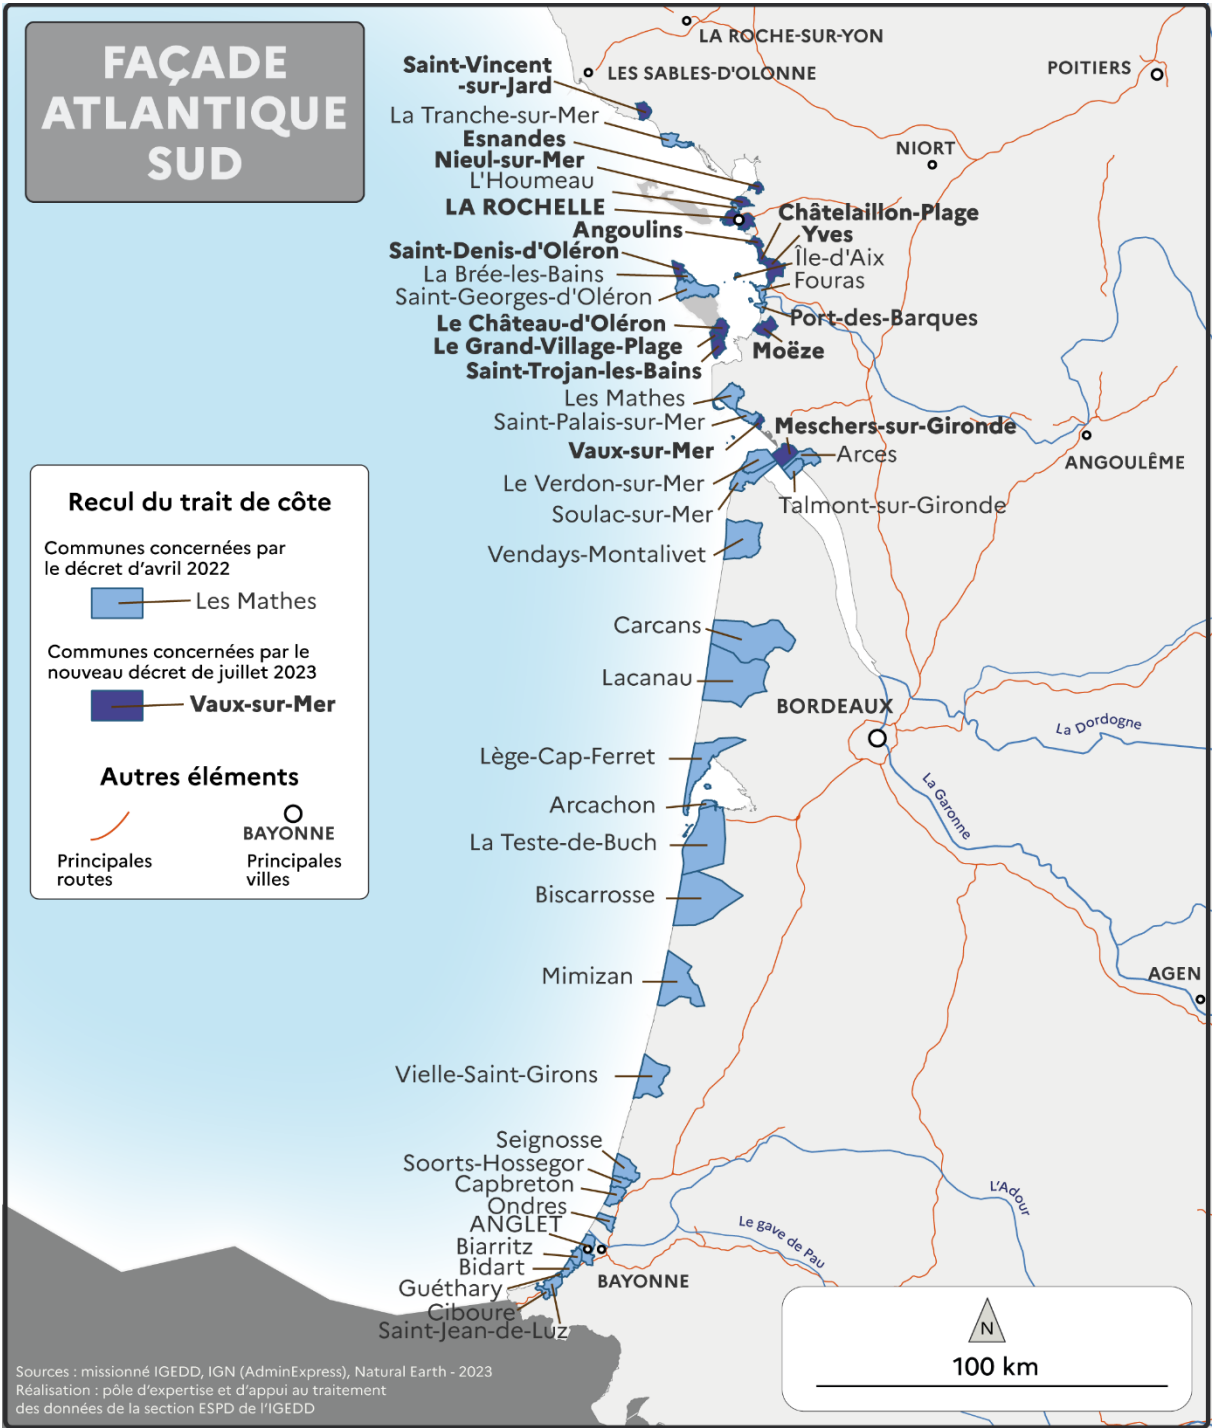 FAÇADE
ATLANTIQUE
SUD
LA ROCHE-SUR-YON
LES SABLES-D'OLONNE
POITIERS
NIORT
Saint-Vincent
-sur-Jard
La Tranche-sur-Mer
Esnandes
Nieul-sur-Mer
L'Houmeau
LA ROCHELLE
Angoulins
Châtelaillon-Plage
Yves
Île-d'Aix
Fouras
Saint-Denis-d'Oléron
La Brée-les-Bains
Saint-Georges-d'Oléron
Port-des-Barques
Le Château-d'Oléron
Le Grand-Village-Plage
Moëze
Saint-Trojan-les-Bains
Les Mathes
Saint-Palais-sur-Mer
Vaux-sur-Mer
Meschers-sur-Gironde
Arces
ANGOULÊME
Le Verdon-sur-Mer
Talmont-sur-Gironde
Soulac-sur-Mer
Vendays-Montalivet
Carcans
Lacanau
BORDEAUX
La Dordogne
La Garonne
Lège-Cap-Ferret
Arcachon
La Teste-de-Buch
Biscarrosse
Mimizan
AGEN
Vielle-Saint-Girons
Seignosse
Soorts-Hossegor
Capbreton
Ondres
ANGLET
Biarritz
Bidart
Guéthary
Ciboure
Saint-Jean-de-Luz
BAYONNE
L'Adour
Le gave de Pau
Recul du trait de côte
Communes concernées par
le décret d'avril 2022
Les Mathes
Communes concernées par le
nouveau décret de juillet 2023
Vaux-sur-Mer
Autres éléments
BAYONNE
Principales
routes
Principales
villes
N
100 km
Sources : missionné IGEDD, IGN (AdminExpress), Natural Earth - 2023
Réalisation : pôle d'expertise et d'appui au traitement
des données de la section ESPD de l'IGEDD